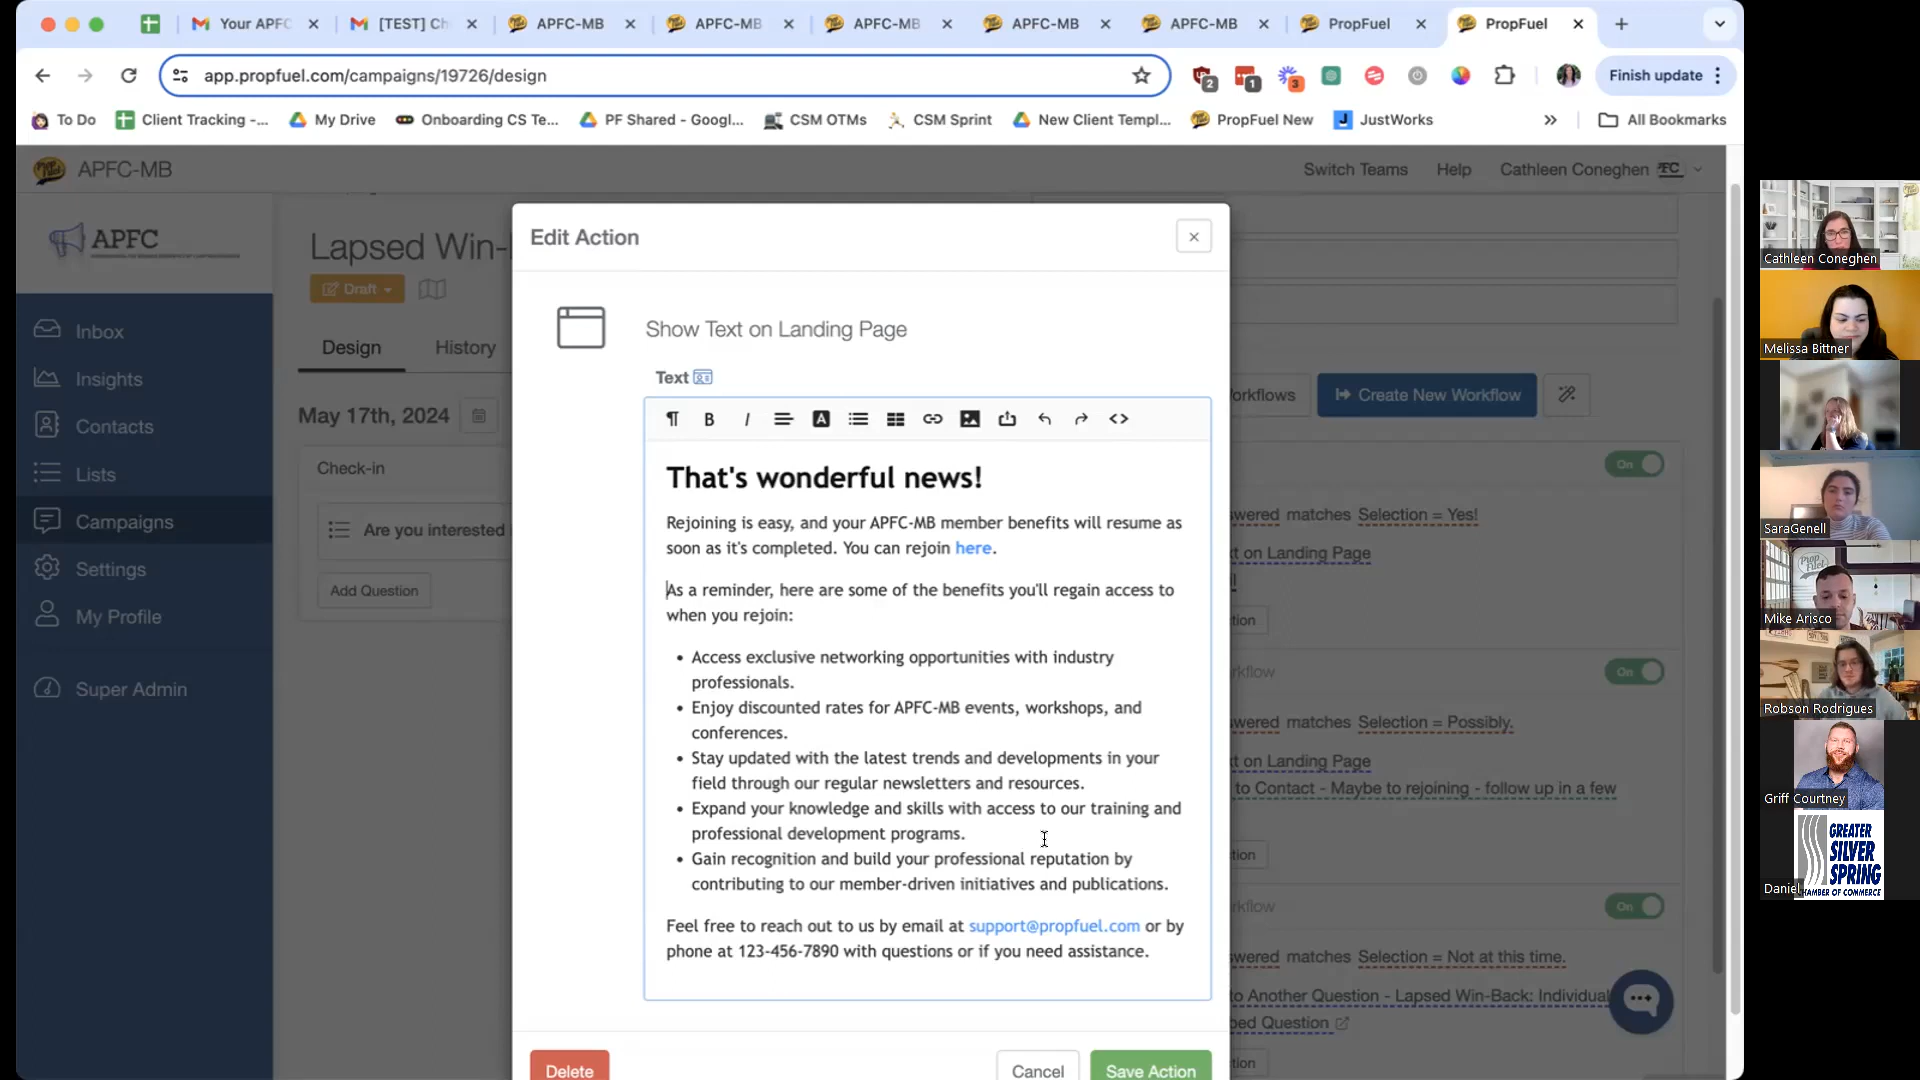 Your APFC
[TEST] Ch
APFC-MB
APFC-MB
APFC-MB
APFC-MB
APFC-MB
PropFuel
PropFuel
app.propfuel.com/campaigns/19726/design
2
1
3
Finish update
To Do
Client Tracking -...
My Drive
Onboarding CS Te...
PF Shared - Googl...
CSM OTMs
CSM Sprint
New Client Templ...
PropFuel New
JustWorks
All Bookmarks
APFC-MB
Switch Teams
Help
Cathleen Coneghen
APFC
Inbox
Insights
Contacts
Lists
Campaigns
Settings
My Profile
Super Admin
Lapsed Win-
Draft
Design
History
May 17th, 2024
Check-in
Are you interested
Add Question
Edit Action
Show Text on Landing Page
Text
That's wonderful news!
Rejoining is easy, and your APFC-MB member benefits will resume as
soon as it's completed. You can rejoin here.
As a reminder, here are some of the benefits you'll regain access to
when you rejoin:
• Access exclusive networking opportunities with industry
professionals.
• Enjoy discounted rates for APFC-MB events, workshops, and
conferences.
• Stay updated with the latest trends and developments in your
field through our regular newsletters and resources.
• Expand your knowledge and skills with access to our training and
professional development programs.
• Gain recognition and build your professional reputation by
contributing to our member-driven initiatives and publications.
Feel free to reach out to us by email at support@propfuel.com or by
phone at 123-456-7890 with questions or if you need assistance.
Delete
Cancel
Save Action
orkflows
Create New Workflow
On
wered matches Selection = Yes!
t on Landing Page
tion
rkflow
On
wered matches Selection = Possibly.
t on Landing Page
to Contact - Maybe to rejoining - follow up in a few
tion
rkflow
On
wered matches Selection = Not at this time.
to Another Question - Lapsed Win-Back: Individual
ped Question
tion
Cathleen Coneghen
Melissa Bittner
SaraGenell
Prop Fuel
Mike Arisco
Robson Rodrigues
Griff Courtney
GREATER
SILVER
SPRING
CHAMBER OF COMMERCE
Daniel